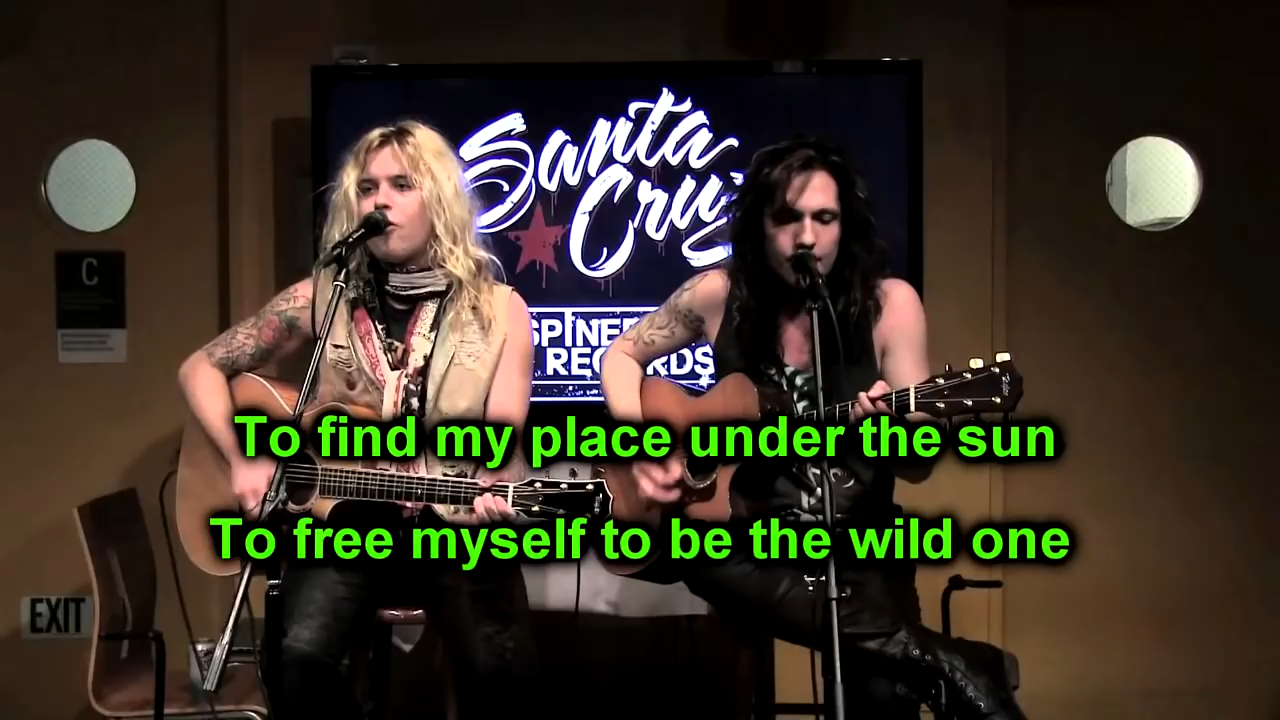 Santa
Cruz
C
SPINEF
RECORDS
To find my place under the sun
To free myself to be the wild one
EXIT